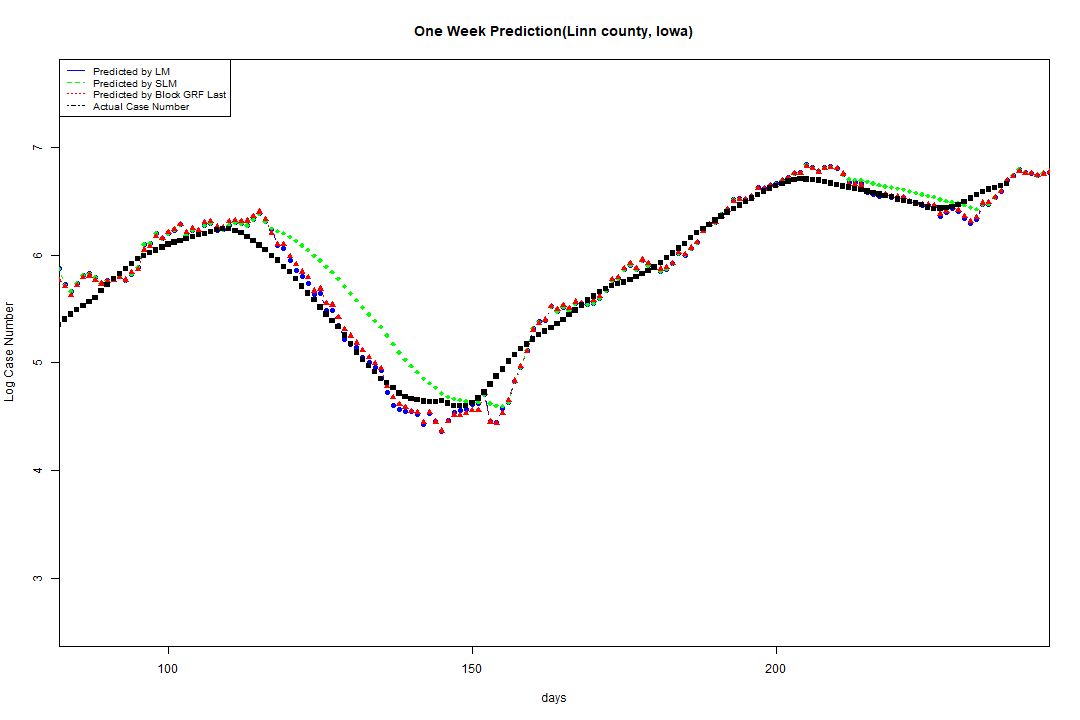 One Week Prediction(Linn county, Iowa)
Predicted by LM
Predicted by SLM
Predicted by Block GRF Last
Actual Case Number
7
6
5
4
3
Log Case Number
100 150 200
days